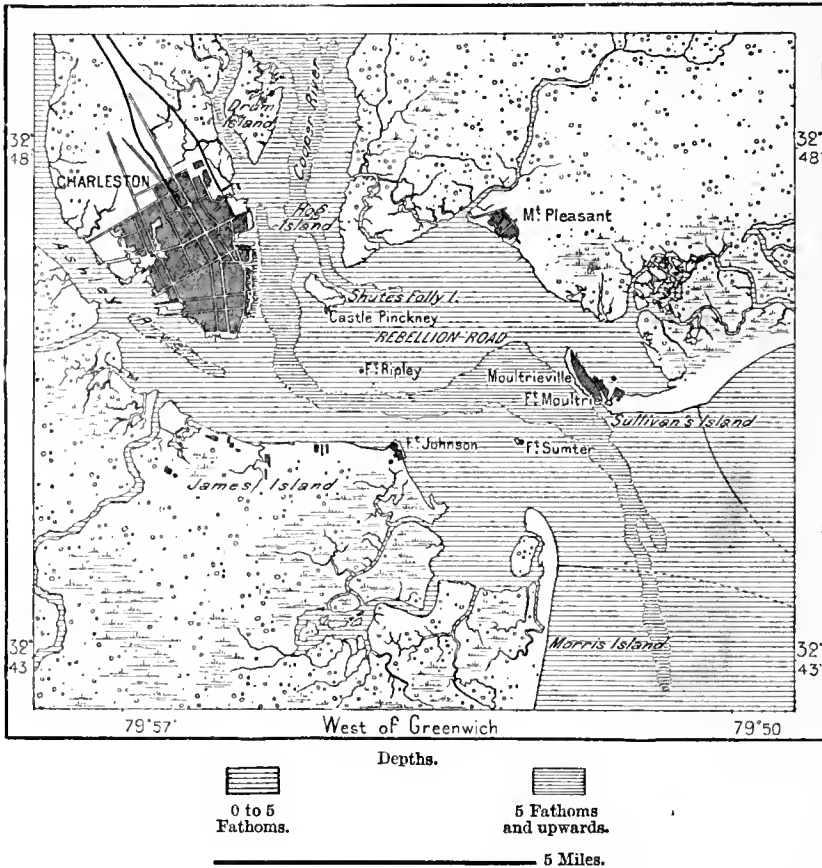 Drum
Island
Cooper River
32°
48'
32°
48'
CHARLESTON
Hog
Island
Mt Pleasant
Ashley
River
Shutes Folly I.
Castle Pinckney
REBELLION ROAD
Ft Ripley
Moultrieville
Ft Moultrie
Sullivan's Island
Ft Johnson
Ft Sumter
James Island
Morris Island
32°
43'
32°
43'
79°57'
West of Greenwich
79°50
Depths.
0 to 5
Fathoms.
5 Fathoms
and upwards.
5 Miles.